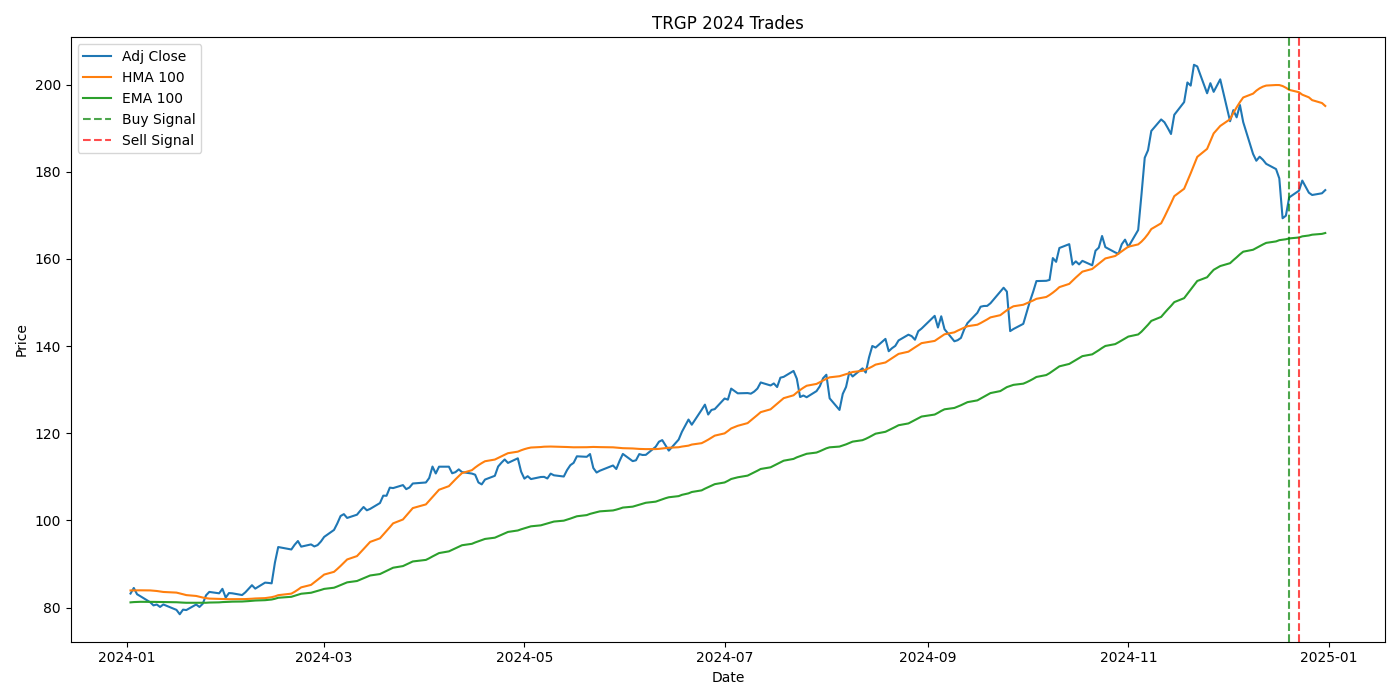 TRGP 2024 Trades
Adj Close
HMA 100
EMA 100
Buy Signal
Sell Signal
Price
200
180
160
140
120
100
80
2024-01
2024-03
2024-05
2024-07
2024-09
2024-11
2025-01
Date